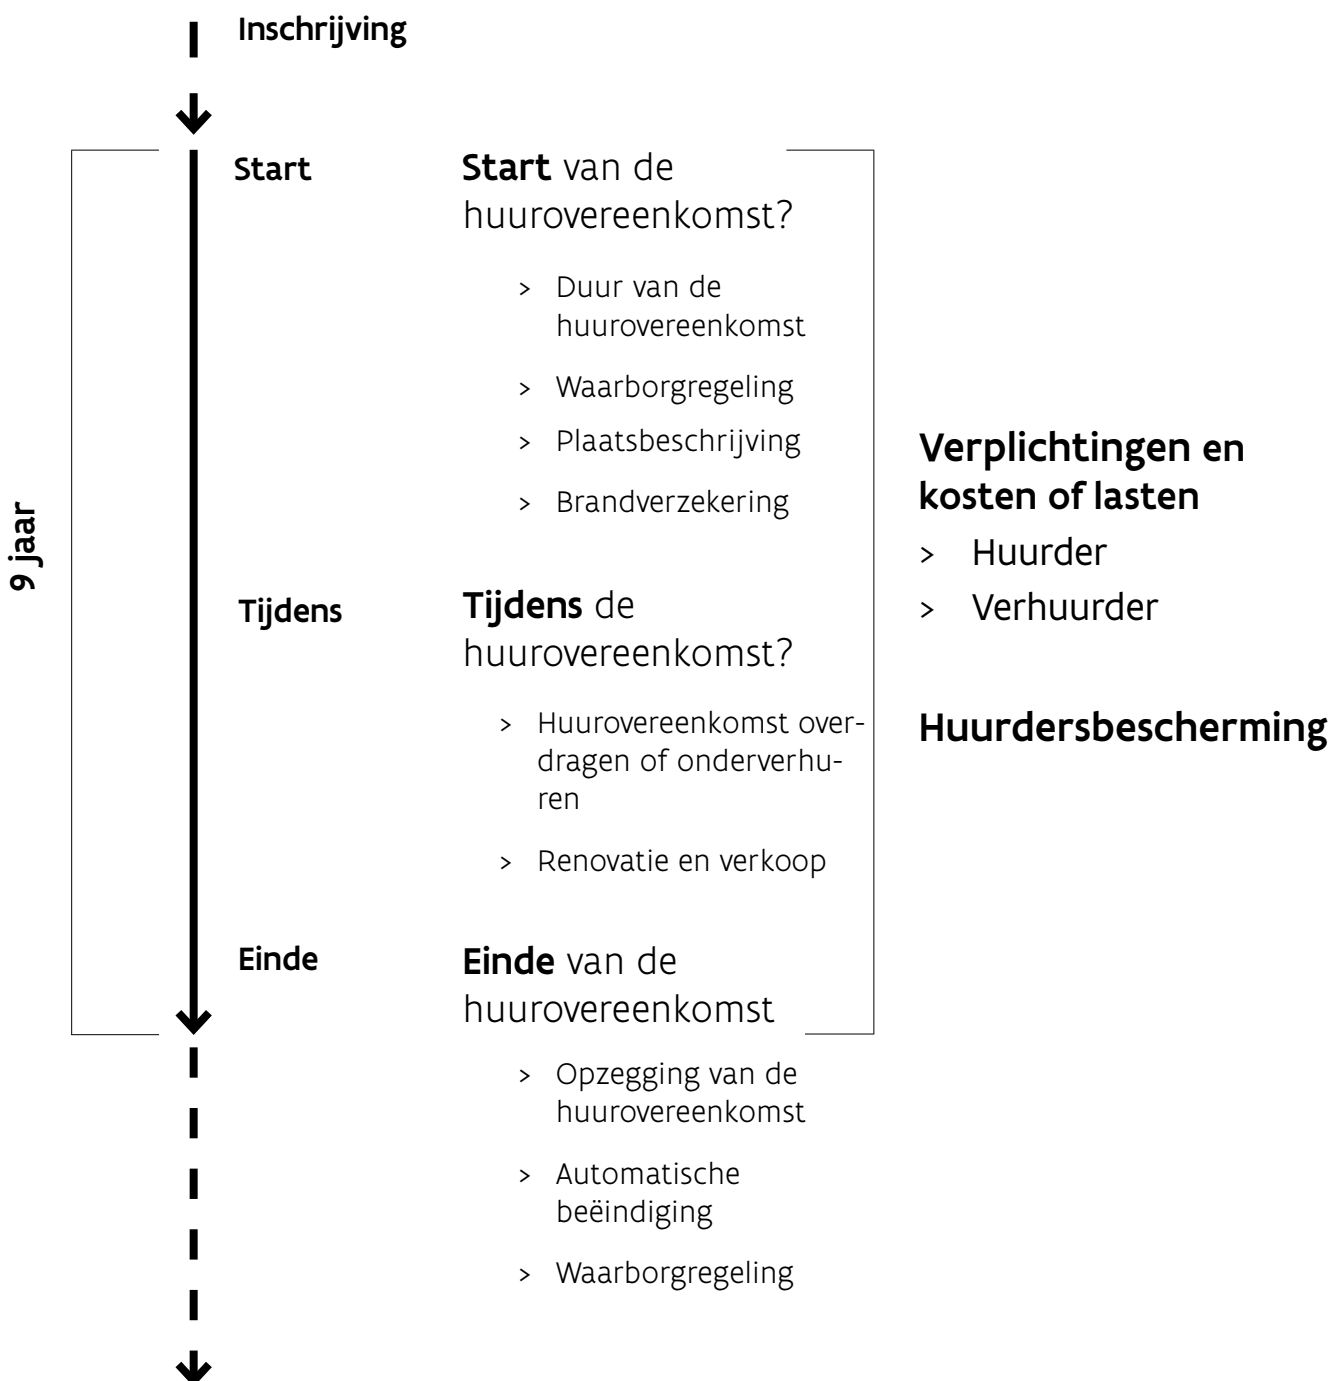 Inschrijving
9 jaar
Start
Start van de
huurovereenkomst?
> Duur van de
huurovereenkomst
> Waarborgregeling
> Plaatsbeschrijving
> Brandverzekering
Tijdens
Tijdens de
huurovereenkomst?
> Huurovereenkomst over-
dragen of onderverhu-
ren
> Renovatie en verkoop
Einde
Einde van de
huurovereenkomst
> Opzegging van de
huurovereenkomst
> Automatische
beëindiging
> Waarborgregeling
Verplichtingen en
kosten of lasten
> Huurder
> Verhuurder
Huurdersbescherming